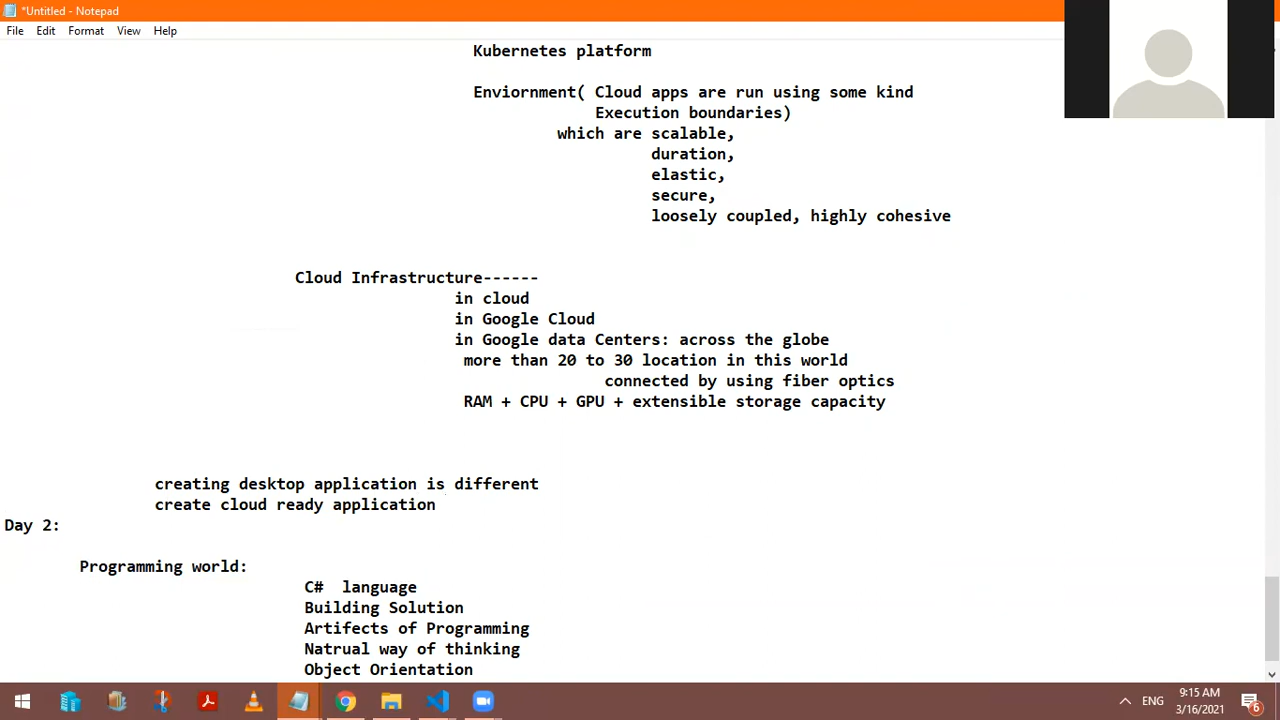 *Untitled - Notepad
File Edit Format View Help
Kubernetes platform
Enviornment( Cloud apps are run using some kind
Execution boundaries)
which are scalable,
duration,
elastic,
secure,
loosely coupled, highly cohesive
Cloud Infrastructure------
in cloud
in Google Cloud
in Google data Centers: across the globe
more than 20 to 30 location in this world
connected by using fiber optics
RAM + CPU + GPU + extensible storage capacity
creating desktop application is different
create cloud ready application
Day 2:
Programming world:
C#  language
Building Solution
Artifects of Programming
Natrual way of thinking
Object Orientation
ENG
9:15 AM
3/16/2021
6